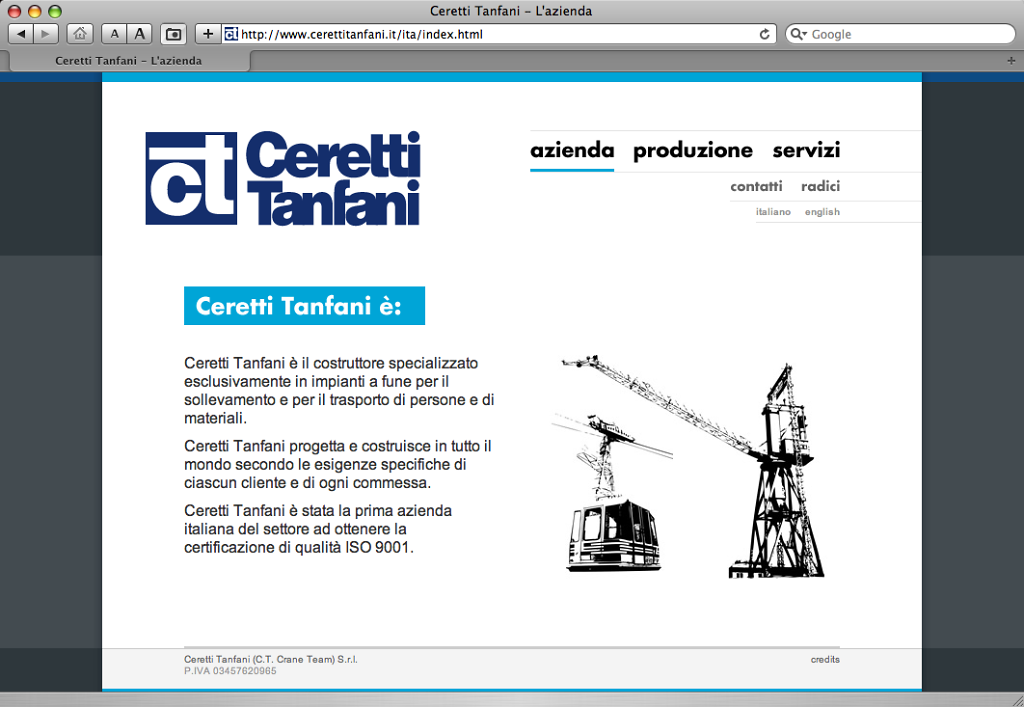 Ceretti Tanfani – L'azienda
A A + ct http://www.cerettitanfani.it/ita/index.html Google
Ceretti Tanfani – L'azienda +
ct Ceretti
Tanfani
azienda produzione servizi
contatti radici
italiano english
Ceretti Tanfani è:
Ceretti Tanfani è il costruttore specializzato
esclusivamente in impianti a fune per il
sollevamento e per il trasporto di persone e di
materiali.
Ceretti Tanfani progetta e costruisce in tutto il
mondo secondo le esigenze specifiche di
ciascun cliente e di ogni commessa.
Ceretti Tanfani è stata la prima azienda
italiana del settore ad ottenere la
certificazione di qualità ISO 9001.
Ceretti Tanfani (C.T. Crane Team) S.r.l. credits
P.IVA 03457620965